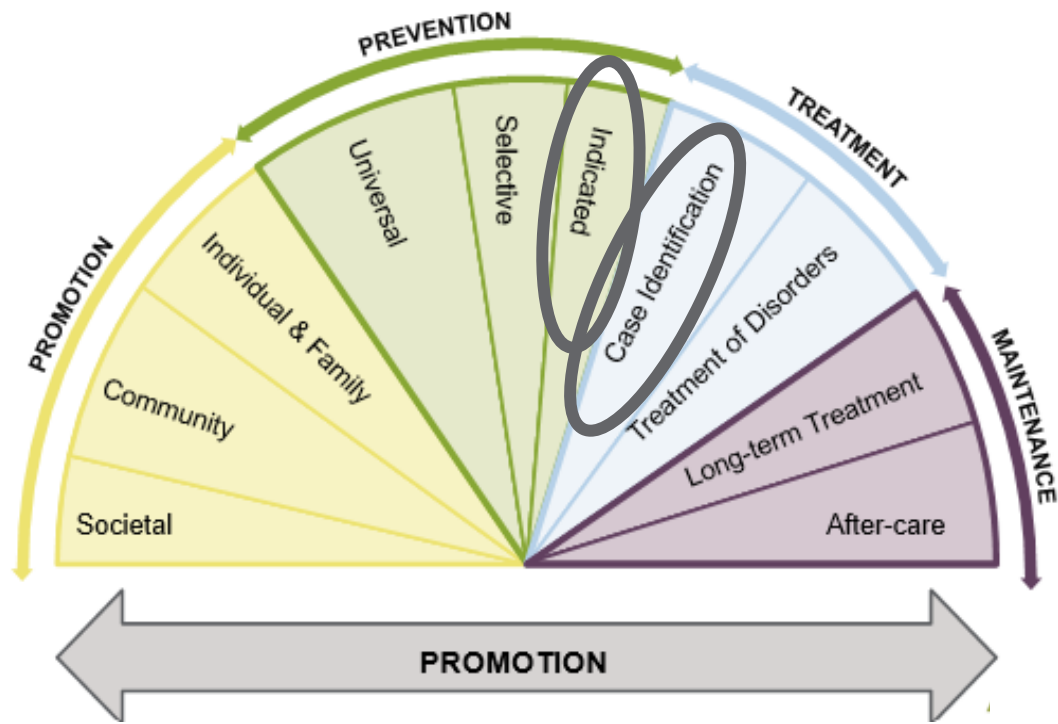 PREVENTION
TREATMENT
PROMOTION
MAINTENANCE
Societal
Community
Individual & Family
Universal
Selective
Indicated
Case Identification
Treatment of Disorders
Long-term Treatment
After-care
PROMOTION